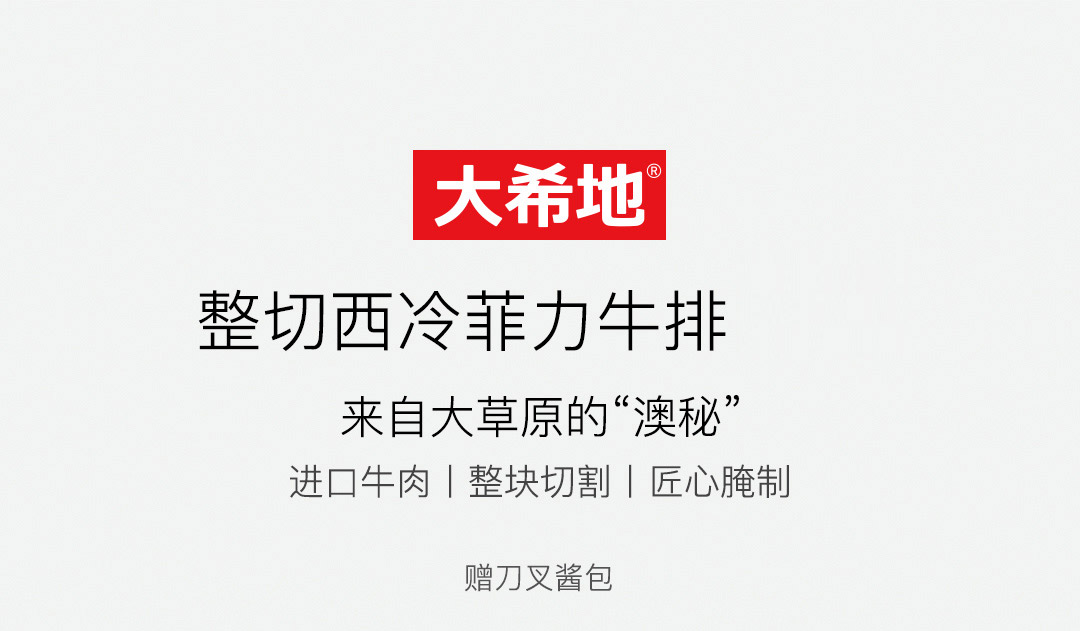 大希地®
整切西冷菲力牛排
来自大草原的“澳秘”
进口牛肉丨整块切割丨匠心腌制
赠刀叉酱包